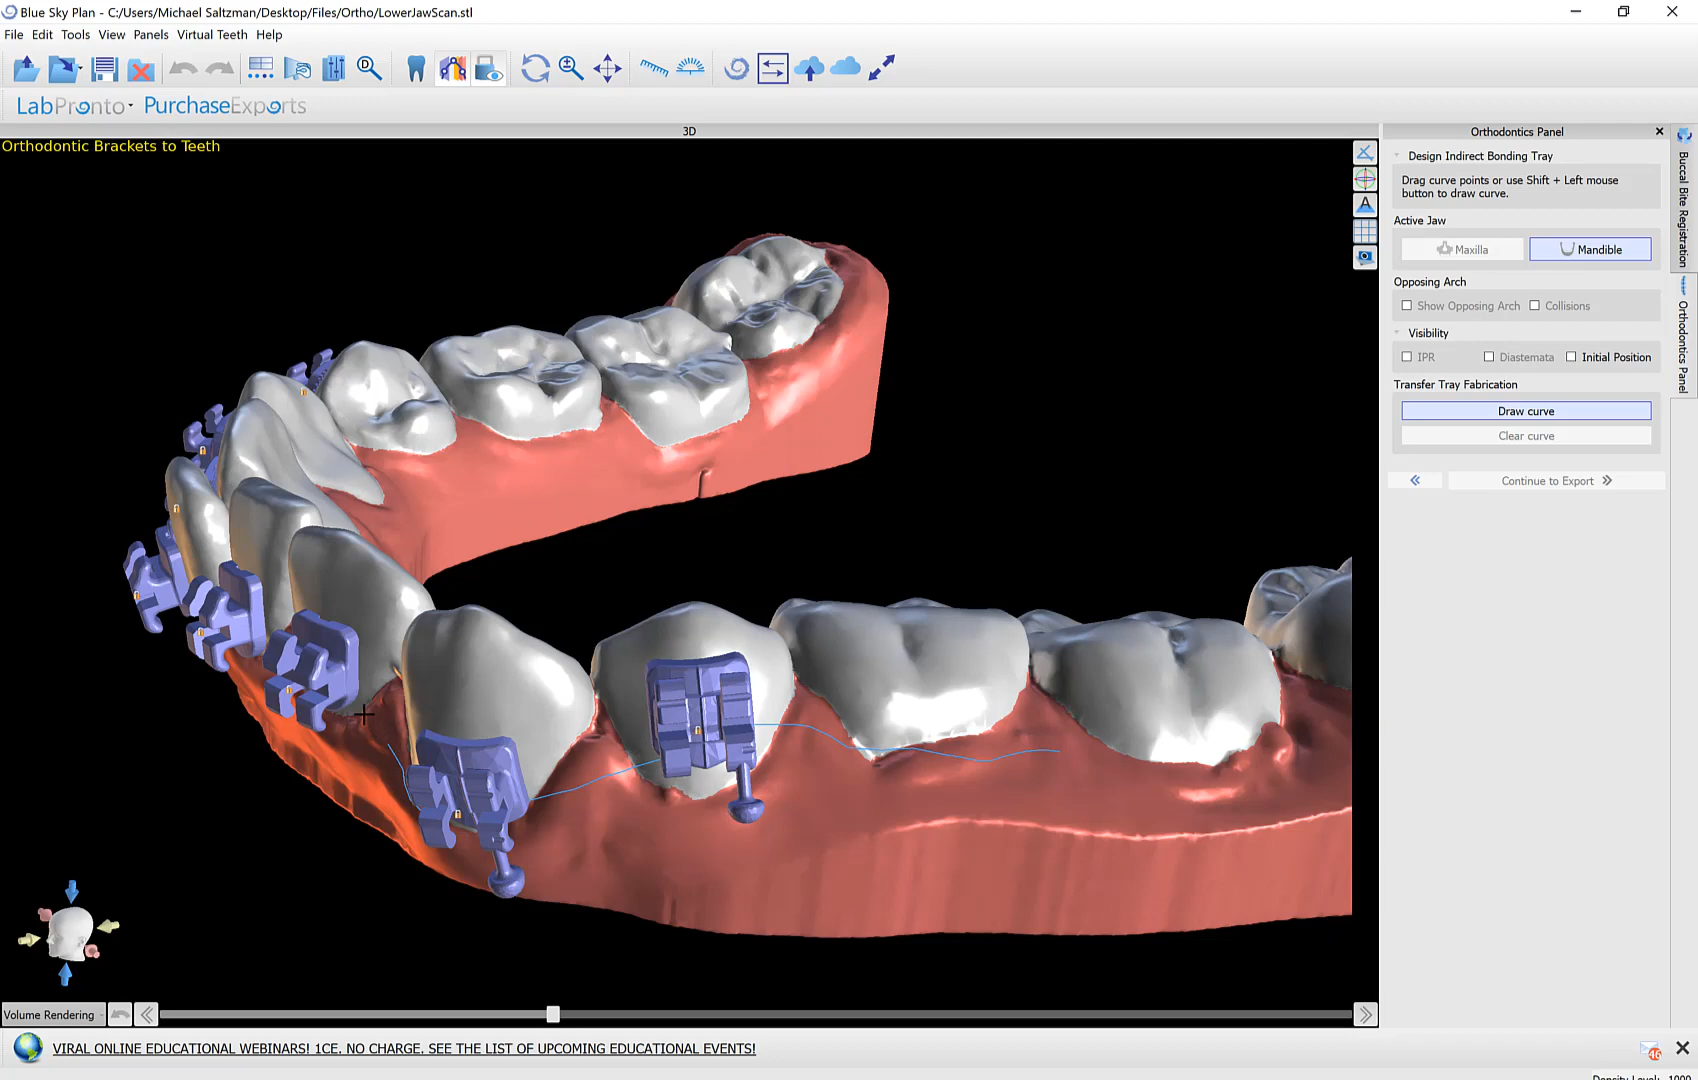 Blue Sky Plan - C:/Users/Michael Saltzman/Desktop/Files/Ortho/LowerJawScan.stl
File Edit Tools View Panels Virtual Teeth Help
LabPronto PurchaseExports
3D
Orthodontic Brackets to Teeth
Orthodontics Panel
Design Indirect Bonding Tray
Drag curve points or use Shift + Left mouse
button to draw curve.
Active Jaw
Maxilla Mandible
Opposing Arch
Show Opposing Arch Collisions
Visibility
IPR Diastemata Initial Position
Transfer Tray Fabrication
Draw curve
Clear curve
Continue to Export
Buccal Bite Registration
Orthodontics Panel
Volume Rendering
VIRAL ONLINE EDUCATIONAL WEBINARS! 1CE. NO CHARGE. SEE THE LIST OF UPCOMING EDUCATIONAL EVENTS!
46
Density Level: 1000